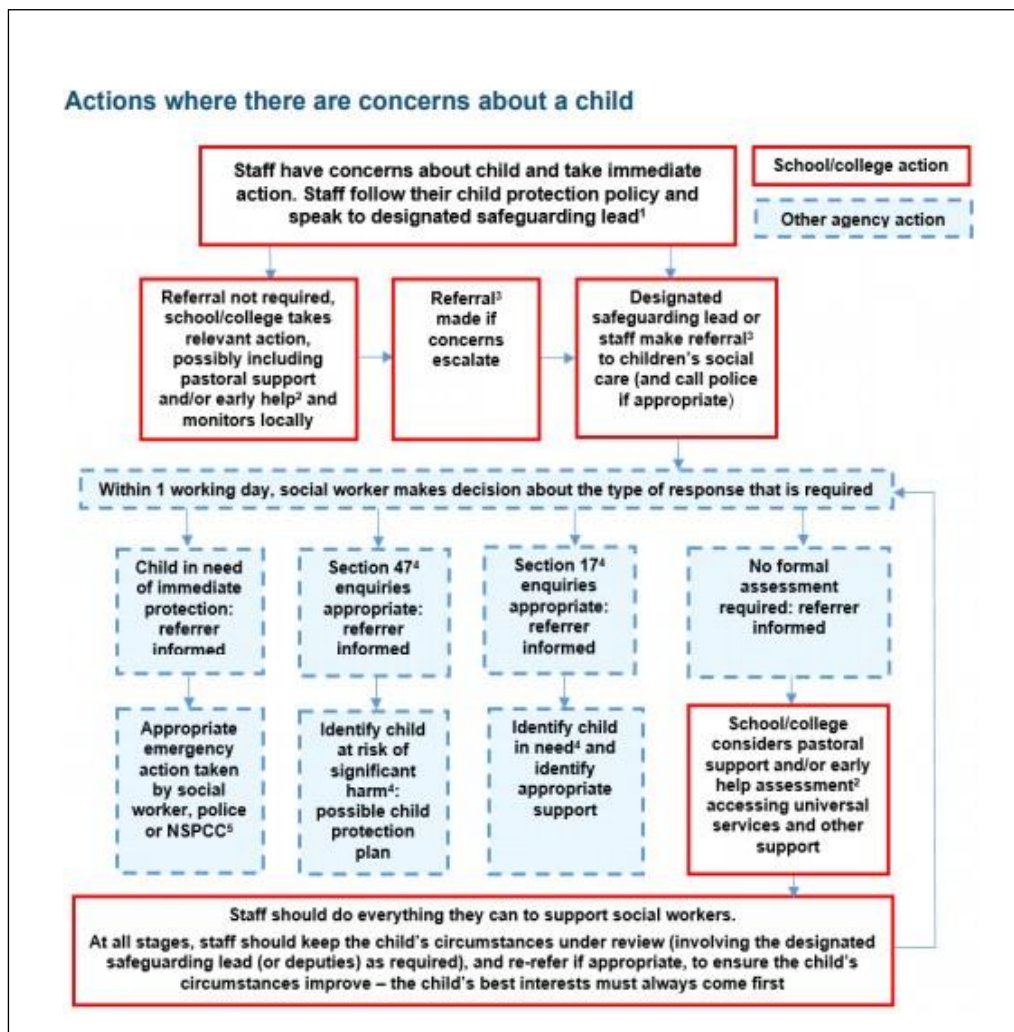 Actions where there are concerns about a child
Staff have concerns about child and take immediate
action. Staff follow their child protection policy and
speak to designated safeguarding lead¹
School/college action
Other agency action
Referral not required,
school/college takes
relevant action,
possibly including
pastoral support
and/or early help² and
monitors locally
Referral³
made if
concerns
escalate
Designated
safeguarding lead or
staff make referral³
to children’s social
care (and call police
if appropriate)
Within 1 working day, social worker makes decision about the type of response that is required
Child in need
of immediate
protection:
referrer
informed
Section 47⁴
enquiries
appropriate:
referrer
informed
Section 17⁴
enquiries
appropriate:
referrer
informed
No formal
assessment
required: referrer
informed
Appropriate
emergency
action taken
by social
worker, police
or NSPCC⁵
Identify child
at risk of
significant
harm⁴:
possible child
protection
plan
Identify child
in need⁴ and
identify
appropriate
support
School/college
considers pastoral
support and/or early
help assessment²
accessing universal
services and other
support
Staff should do everything they can to support social workers.
At all stages, staff should keep the child’s circumstances under review (involving the designated
safeguarding lead (or deputies) as required), and re-refer if appropriate, to ensure the child’s
circumstances improve – the child’s best interests must always come first